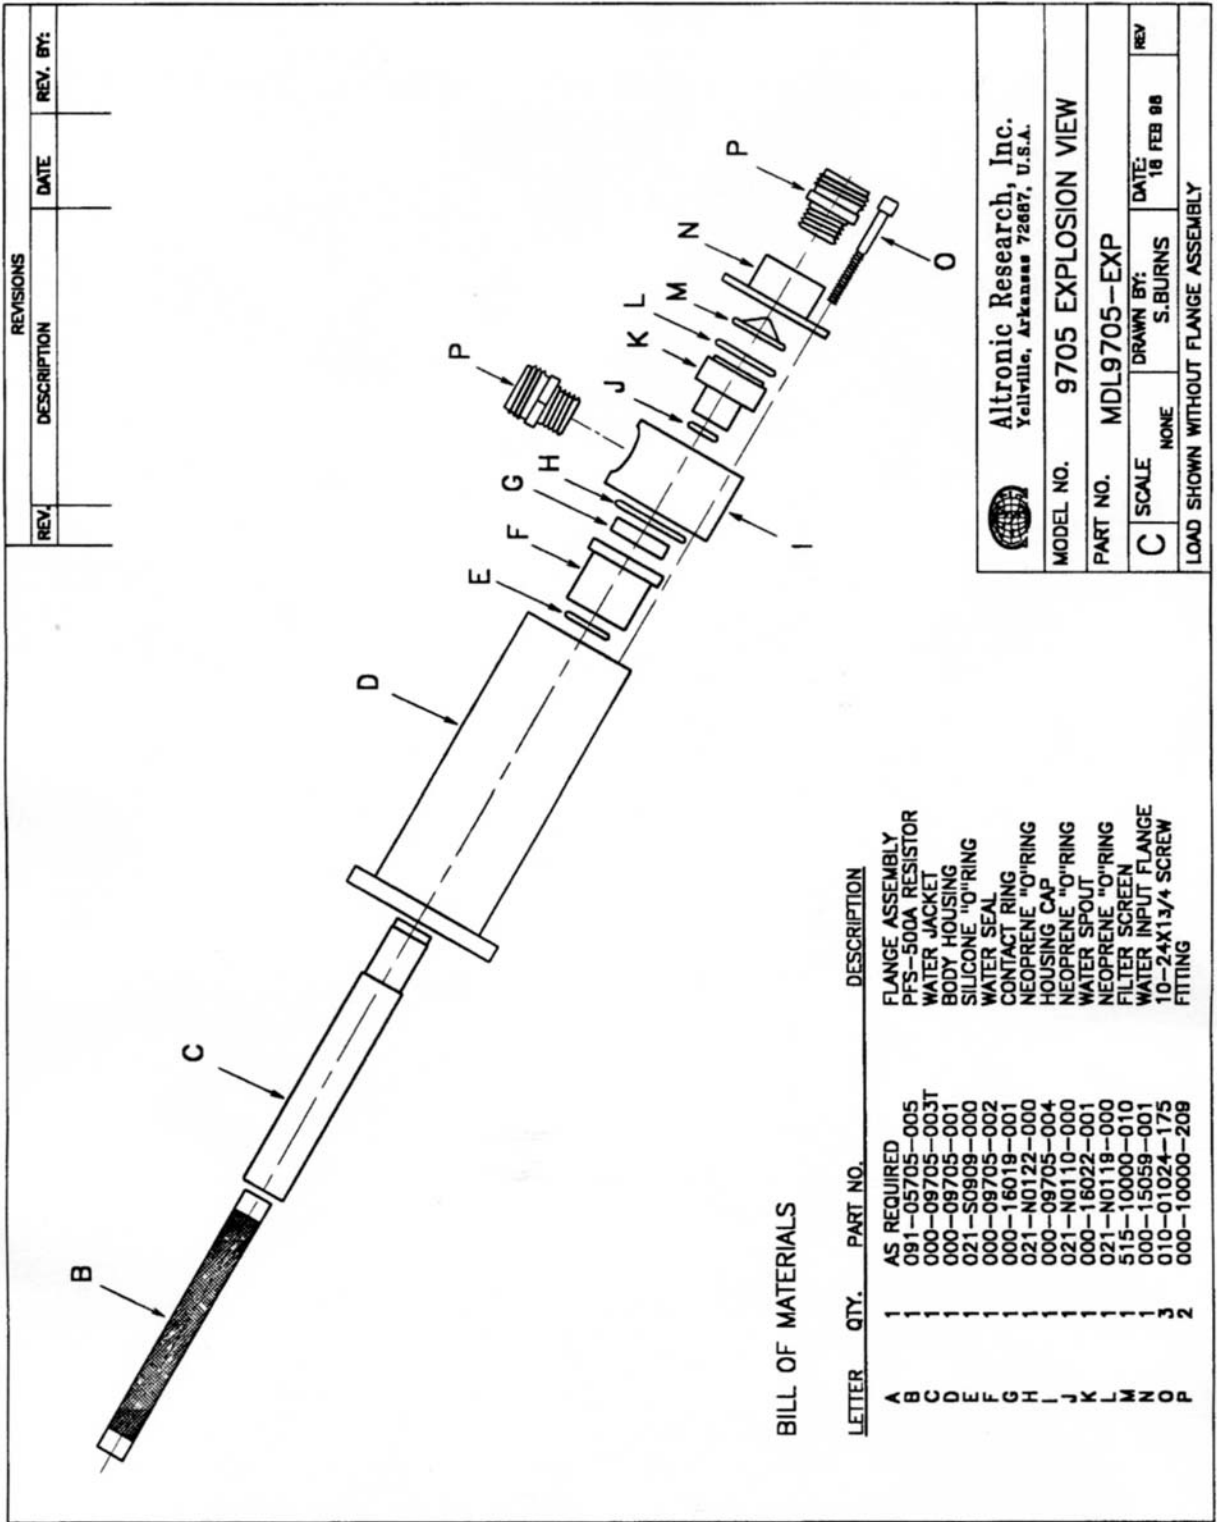 REVISIONS
REV. DESCRIPTION DATE REV. BY:
B
C
D
E
F
G
H
P
I
J
K
L
M
N
P
O
BILL OF MATERIALS
LETTER QTY. PART NO. DESCRIPTION
A 1 AS REQUIRED FLANGE ASSEMBLY
B 1 091-05705-005 PFS-500A RESISTOR
C 1 000-09705-003T WATER JACKET
D 1 000-09705-001 BODY HOUSING
E 1 021-S0909-000 SILICONE "O"RING
F 1 000-09705-002 WATER SEAL
G 1 000-16019-001 CONTACT RING
H 1 021-N0122-000 NEOPRENE "O"RING
I 1 000-09705-004 HOUSING CAP
J 1 021-N0110-000 NEOPRENE "O"RING
K 1 000-16022-001 WATER SPOUT
L 1 021-N0119-000 NEOPRENE "O"RING
M 1 515-10000-010 FILTER SCREEN
N 1 000-15059-001 WATER INPUT FLANGE
O 3 010-01024-175 10-24X13/4 SCREW
P 2 000-10000-209 FITTING
Altronic Research, Inc.
Yellville, Arkansas 72687, U.S.A.
MODEL NO. 9705 EXPLOSION VIEW
PART NO. MDL9705-EXP
C SCALE NONE DRAWN BY: S.BURNS DATE: 18 FEB 98 REV
LOAD SHOWN WITHOUT FLANGE ASSEMBLY